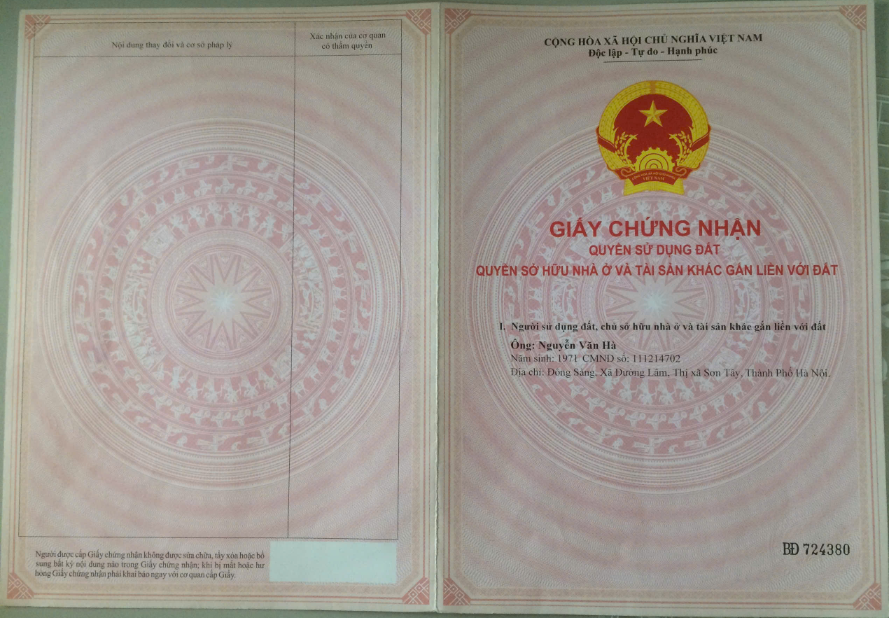 Nội dung thay đổi và cơ sở pháp lý
Xác nhận của cơ quan
có thẩm quyền
Người được cấp Giấy chứng nhận không được sửa chữa, tẩy xóa hoặc bổ
sung bất kỳ nội dung nào trong Giấy chứng nhận; khi bị mất hoặc hư
hỏng Giấy chứng nhận phải khai báo ngay với cơ quan cấp Giấy.
CỘNG HÒA XÃ HỘI CHỦ NGHĨA VIỆT NAM
Độc lập - Tự do - Hạnh phúc
VIỆT NAM
GIẤY CHỨNG NHẬN
QUYỀN SỬ DỤNG ĐẤT
QUYỀN SỞ HỮU NHÀ Ở VÀ TÀI SẢN KHÁC GẮN LIỀN VỚI ĐẤT
I. Người sử dụng đất, chủ sở hữu nhà ở và tài sản khác gắn liền với đất
Ông: Nguyễn Văn Hà
Năm sinh: 1971 CMND số: 111214702
Địa chỉ: Đông Sàng, Xã Đường Lâm, Thị xã Sơn Tây, Thành Phố Hà Nội.
BĐ 724380